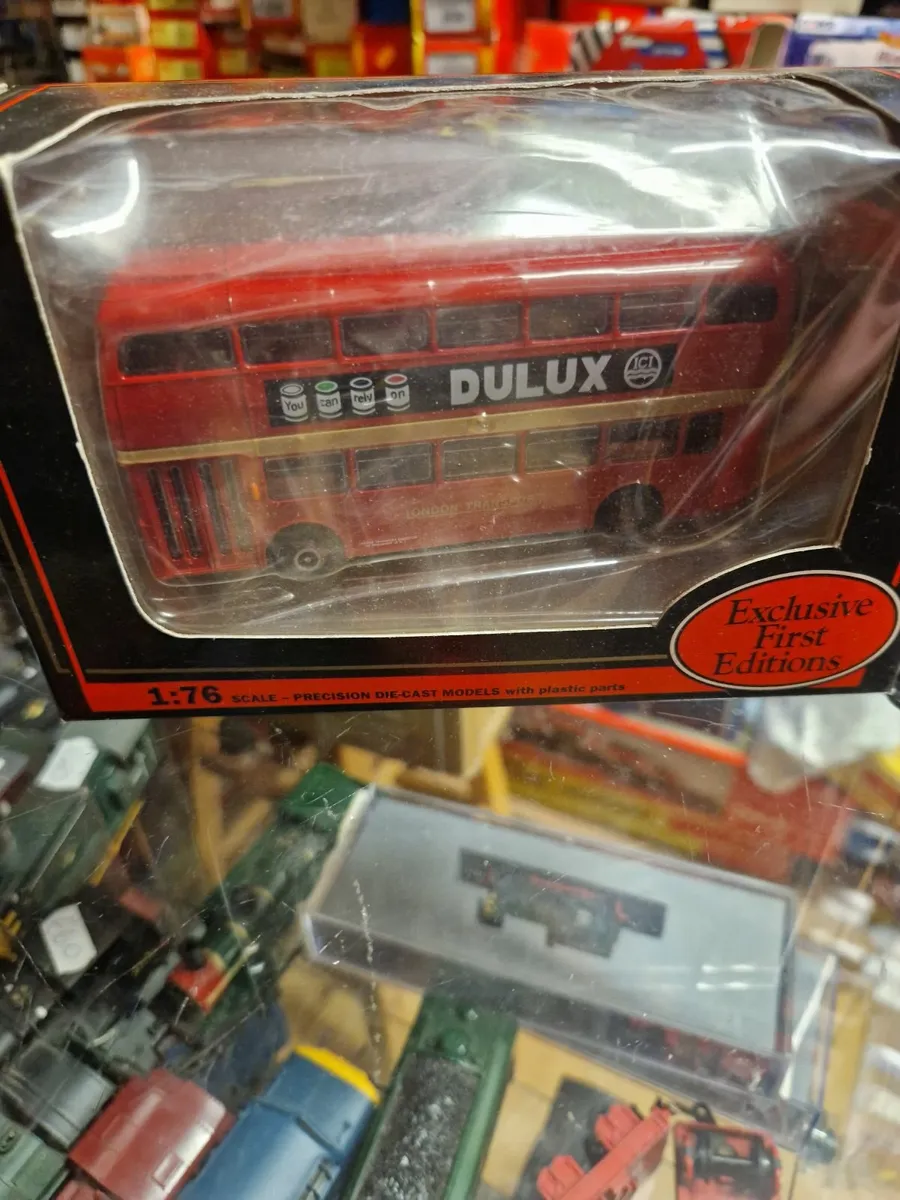 You can rely on
DULUX
ICI
LONDON TRANSPORT
Exclusive
First
Editions
1:76 SCALE – PRECISION DIE-CAST MODELS with plastic parts